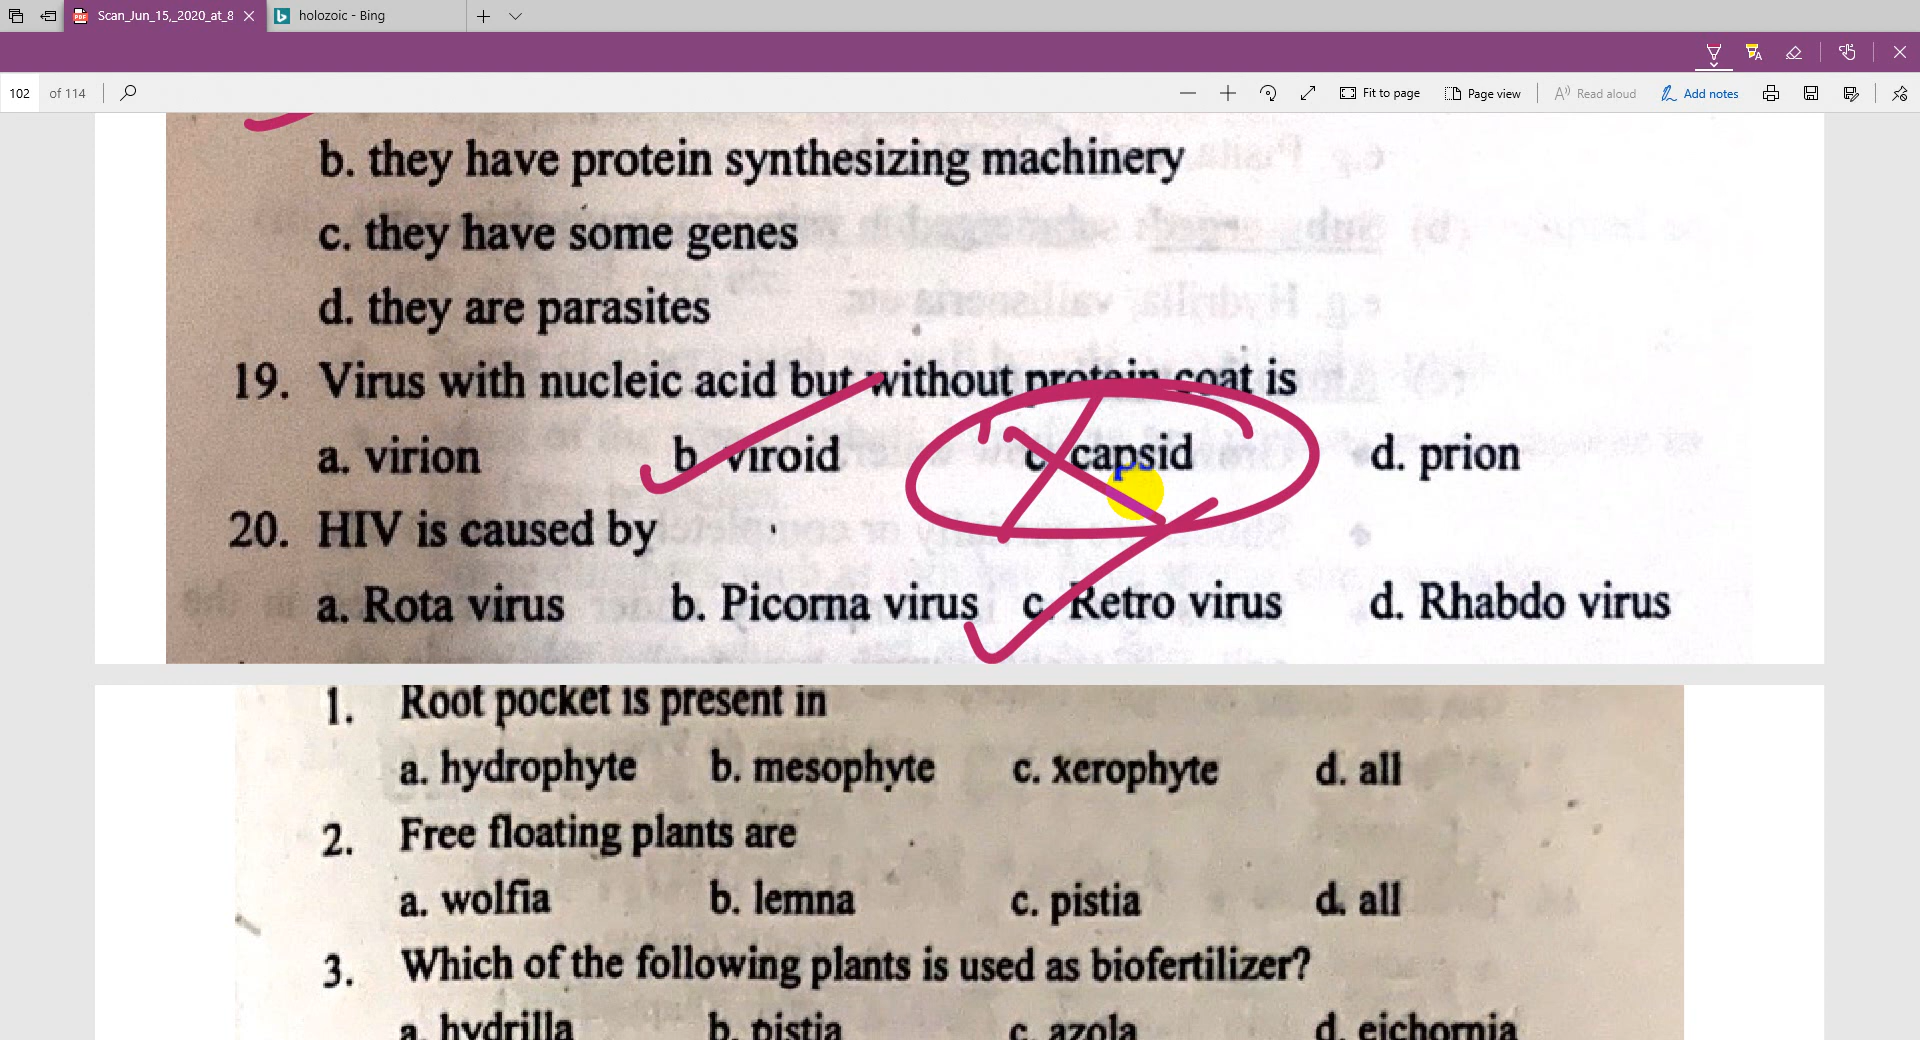 Scan_Jun_15,_2020_at_8
holozoic - Bing
102 of 114
Fit to page
Page view
Read aloud
Add notes
b. they have protein synthesizing machinery
c. they have some genes
d. they are parasites
19. Virus with nucleic acid but without protein coat is
a. virion b. viroid c. capsid d. prion
20. HIV is caused by
a. Rota virus b. Picorna virus c. Retro virus d. Rhabdo virus
1. Root pocket is present in
a. hydrophyte b. mesophyte c. xerophyte d. all
2. Free floating plants are
a. wolfia b. lemna c. pistia d. all
3. Which of the following plants is used as biofertilizer?
a. hydrilla b. pistia c. azola d. eichornia